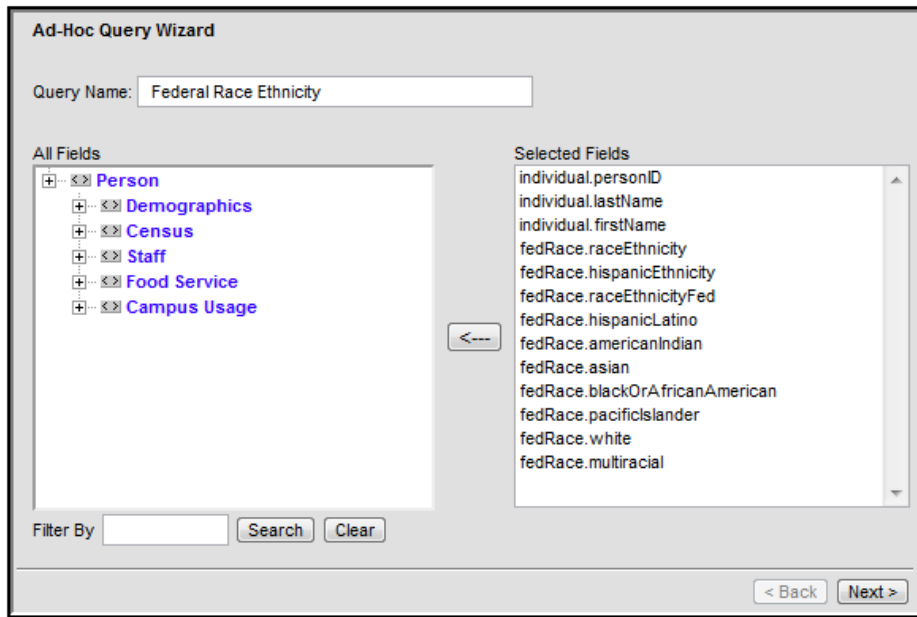 Ad-Hoc Query Wizard
Query Name: Federal Race Ethnicity
All Fields
Person
Demographics
Census
Staff
Food Service
Campus Usage
<---
Selected Fields
individual.personID
individual.lastName
individual.firstName
fedRace.raceEthnicity
fedRace.hispanicEthnicity
fedRace.raceEthnicityFed
fedRace.hispanicLatino
fedRace.americanIndian
fedRace.asian
fedRace.blackOrAfricanAmerican
fedRace.pacificIslander
fedRace.white
fedRace.multiracial
Filter By Search Clear
< Back Next >